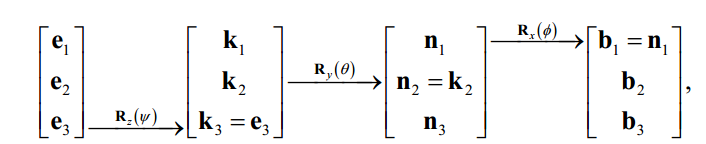 [e₁ e₂ e₃] R_z(ψ) → [k₁ k₂ k₃ = e₃] R_y(θ) → [n₁ n₂ = k₂ n₃] R_x(ϕ) → [b₁ = n₁ b₂ b₃],